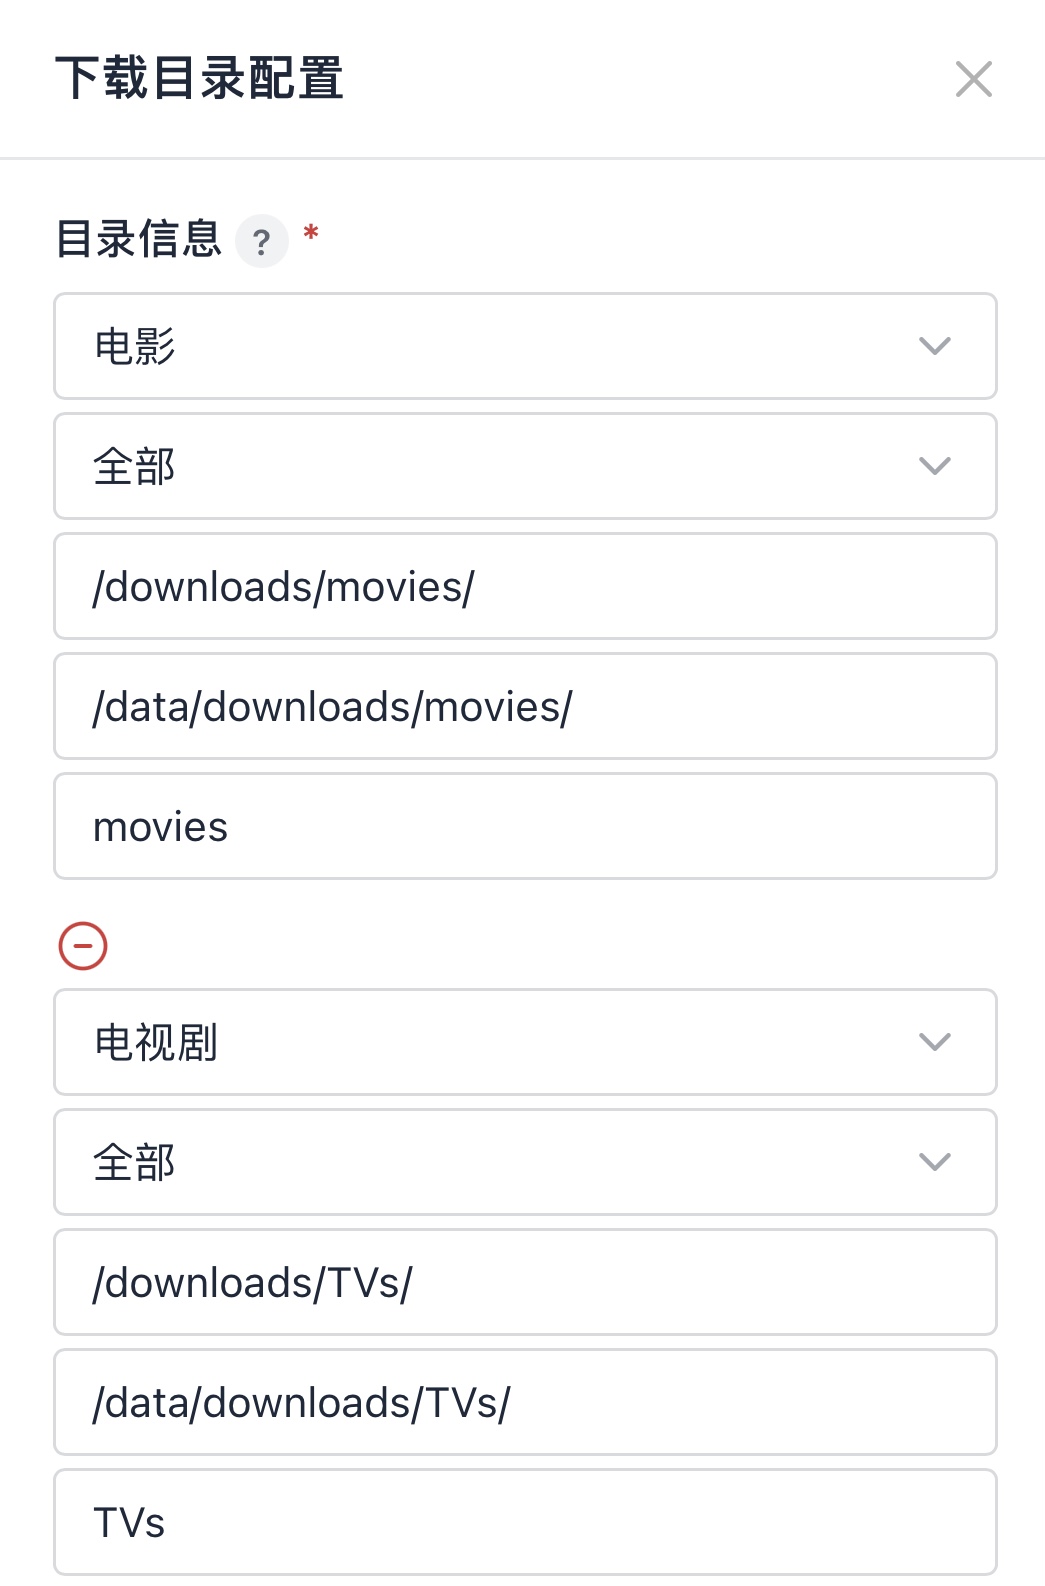 下载目录配置
目录信息 ? *
电影
全部
/downloads/movies/
/data/downloads/movies/
movies
电视剧
全部
/downloads/TVs/
/data/downloads/TVs/
TVs